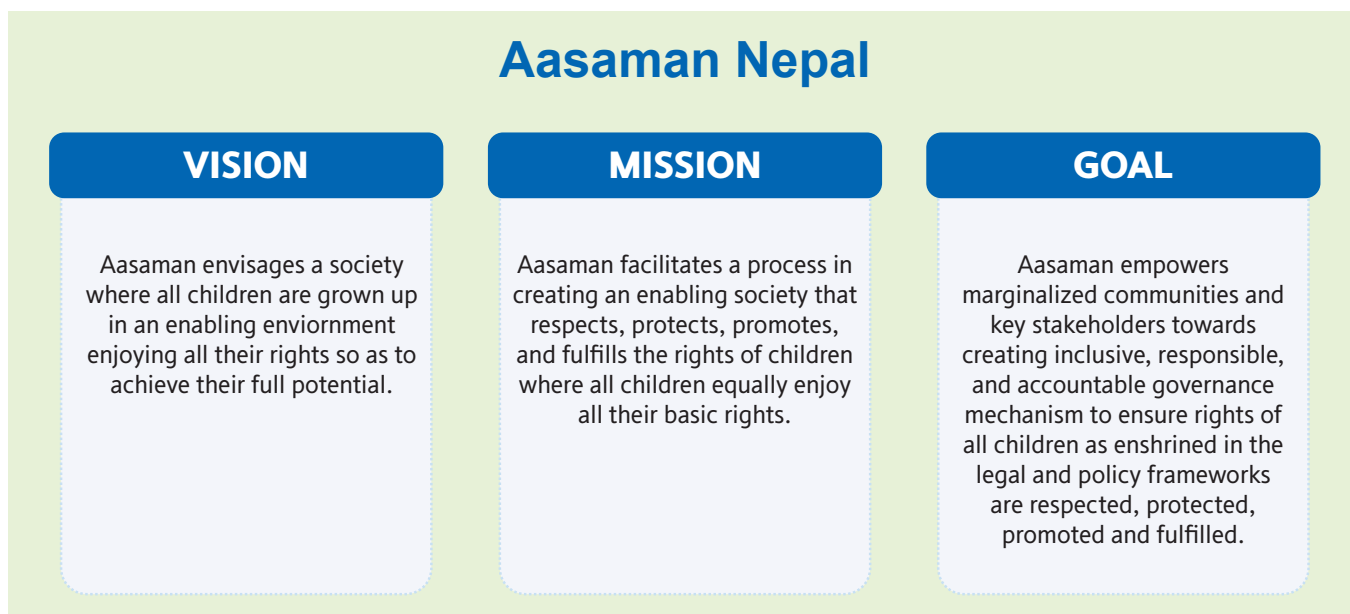 Aasaman Nepal
VISION
Aasaman envisages a society
where all children are grown up
in an enabling enviornment
enjoying all their rights so as to
achieve their full potential.
MISSION
Aasaman facilitates a process in
creating an enabling society that
respects, protects, promotes,
and fulfills the rights of children
where all children equally enjoy
all their basic rights.
GOAL
Aasaman empowers
marginalized communities and
key stakeholders towards
creating inclusive, responsible,
and accountable governance
mechanism to ensure rights of
all children as enshrined in the
legal and policy frameworks
are respected, protected,
promoted and fulfilled.